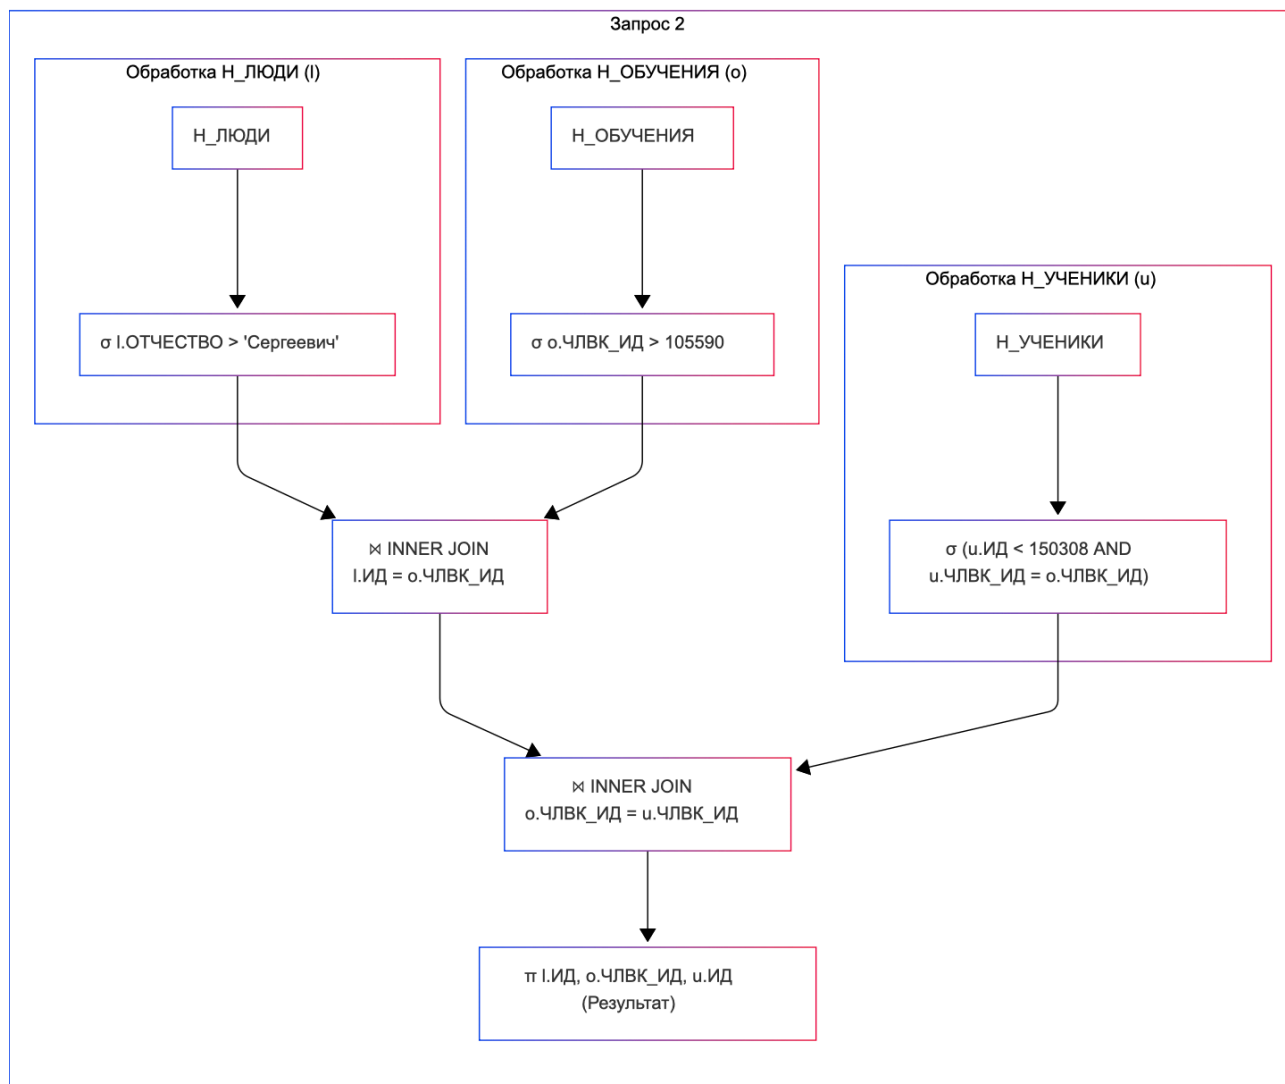 Запрос 2
Обработка Н_ЛЮДИ (l)
Обработка Н_ОБУЧЕНИЯ (o)
Н_ЛЮДИ
Н_ОБУЧЕНИЯ
Обработка Н_УЧЕНИКИ (u)
σ l.ОТЧЕСТВО > 'Сергеевич'
σ o.ЧЛВК_ИД > 105590
Н_УЧЕНИКИ
⋈ INNER JOIN
l.ИД = o.ЧЛВК_ИД
σ (u.ИД < 150308 AND
u.ЧЛВК_ИД = o.ЧЛВК_ИД)
⋈ INNER JOIN
o.ЧЛВК_ИД = u.ЧЛВК_ИД
π l.ИД, o.ЧЛВК_ИД, u.ИД
(Результат)